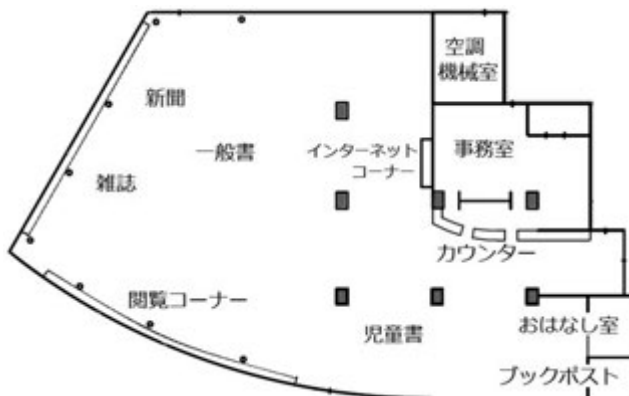 空調
機械室
新聞
一般書
インターネット
コーナー
事務室
雑誌
カウンター
閲覧コーナー
児童書
おはなし室
ブックポスト